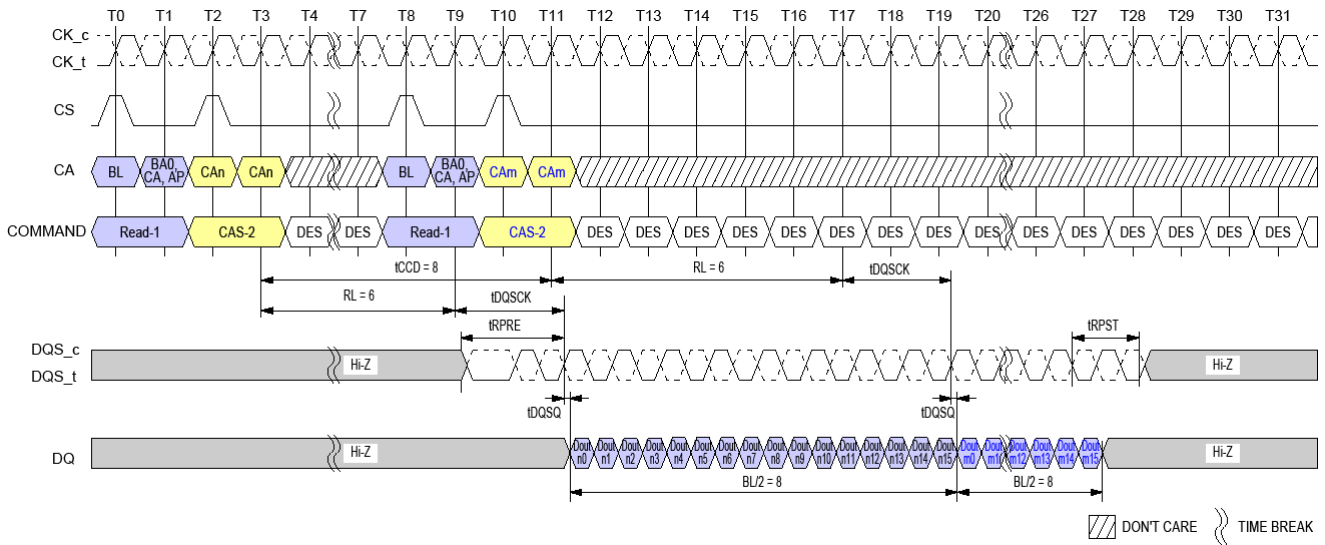 T0 T1 T2 T3 T4 T7 T8 T9 T10 T11 T12 T13 T14 T15 T16 T17 T18 T19 T20 T26 T27 T28 T29 T30 T31
CK_c
CK_t
CS
CA BL BA0, CA, AP CAn CAn BL BA0, CA, AP CAm CAm
COMMAND Read-1 CAS-2 DES DES Read-1 CAS-2 DES DES DES DES DES DES DES DES DES DES DES DES DES DES DES
tCCD = 8 RL = 6 tDQSCK
RL = 6 tDQSCK
tRPRE tRPST
DQS_c
DQS_t Hi-Z Hi-Z
tDQSQ tDQSQ
DQ Hi-Z Dout n0 Dout n1 Dout n2 Dout n3 Dout n4 Dout n5 Dout n6 Dout n7 Dout n8 Dout n9 Dout n10 Dout n11 Dout n12 Dout n13 Dout n14 Dout n15 Dout m0 Dout m12 Dout m13 Dout m14 Dout m15 Hi-Z
BL/2 = 8 BL/2 = 8
DON'T CARE TIME BREAK